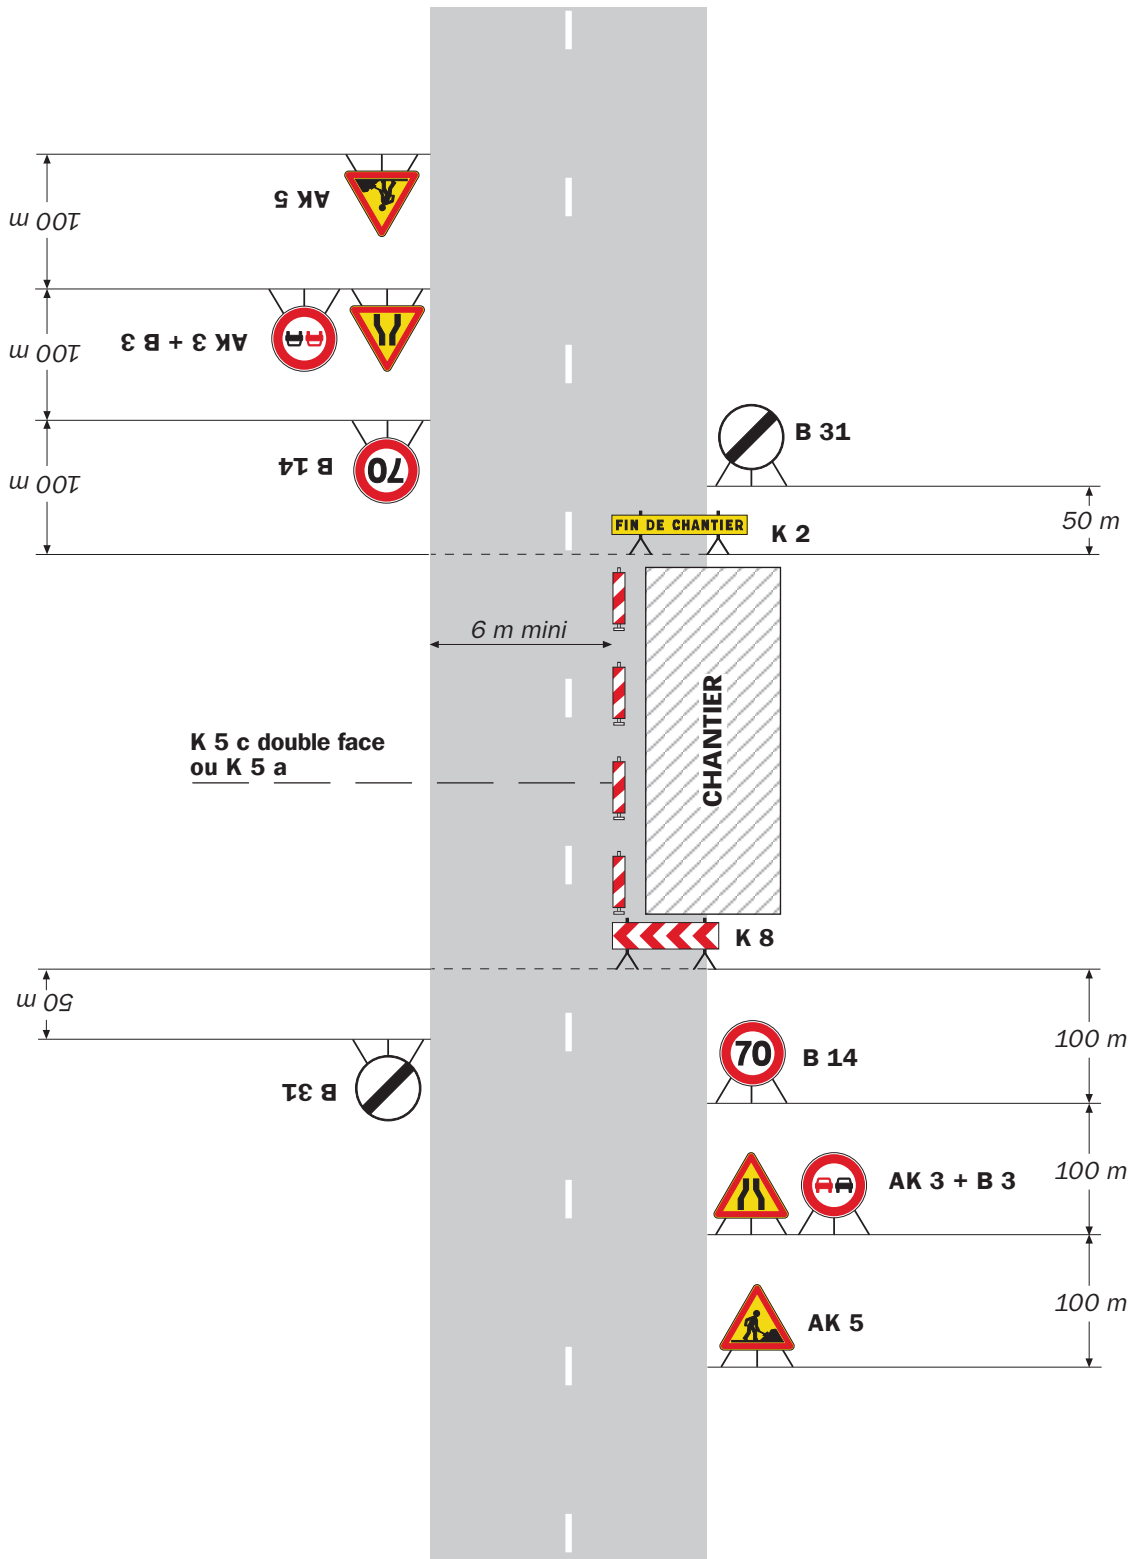 AK 5
100 m
AK 3 + B 3
100 m
B 14
70
100 m
B 31
50 m
FIN DE CHANTIER
K 2
6 m mini
CHANTIER
K 5 c double face
ou K 5 a
K 8
50 m
B 31
70
B 14
100 m
AK 3 + B 3
100 m
AK 5
100 m